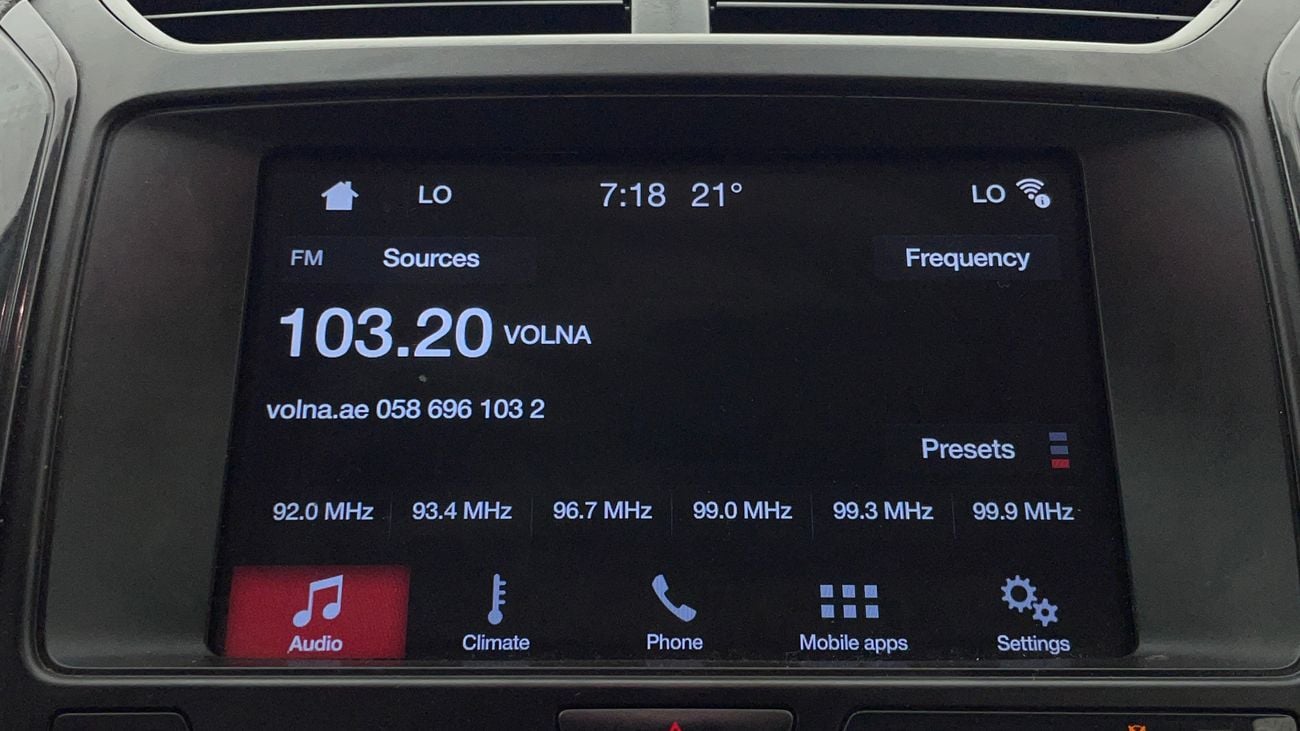 LO 7:18 21° LO
FM Sources Frequency
103.20 VOLNA
volna.ae 058 696 103 2
Presets
92.0 MHz 93.4 MHz 96.7 MHz 99.0 MHz 99.3 MHz 99.9 MHz
Audio Climate Phone Mobile apps Settings